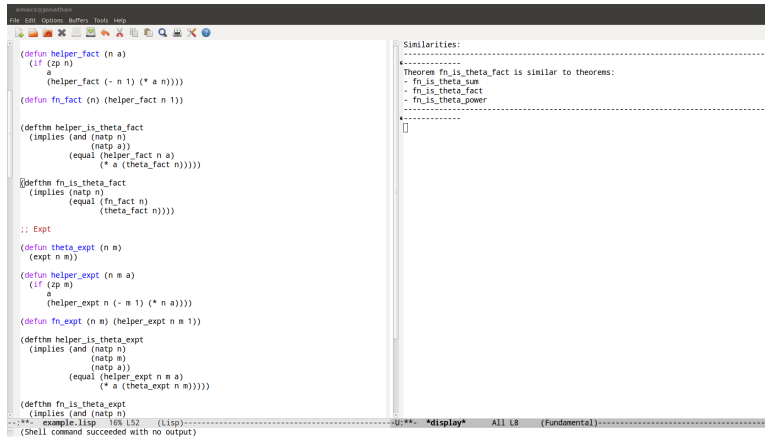 emacs@jonathan
File Edit Options Buffers Tools Help
(defun helper_fact (n a)
(if (zp n)
a
(helper_fact (- n 1) (* a n))))
(defun fn_fact (n) (helper_fact n 1))
(defthm helper_is_theta_fact
(implies (and (natp n)
(natp a))
(equal (helper_fact n a)
(* a (theta_fact n)))))
(defthm fn_is_theta_fact
(implies (natp n)
(equal (fn_fact n)
(theta_fact n))))
;; Expt
(defun theta_expt (n m)
(expt n m))
(defun helper_expt (n m a)
(if (zp m)
a
(helper_expt n (- m 1) (* n a))))
(defun fn_expt (n m) (helper_expt n m 1))
(defthm helper_is_theta_expt
(implies (and (natp n)
(natp m)
(natp a))
(equal (helper_expt n m a)
(* a (theta_expt n m)))))
(defthm fn_is_theta_expt
(implies (and (natp n)
--:**- example.lisp 16% L52 (Lisp)
(Shell command succeeded with no output)
Similarities:
Theorem fn_is_theta_fact is similar to theorems:
- fn_is_theta_sum
- fn_is_theta_fact
- fn_is_theta_power
-U:**- *display* All L8 (Fundamental)